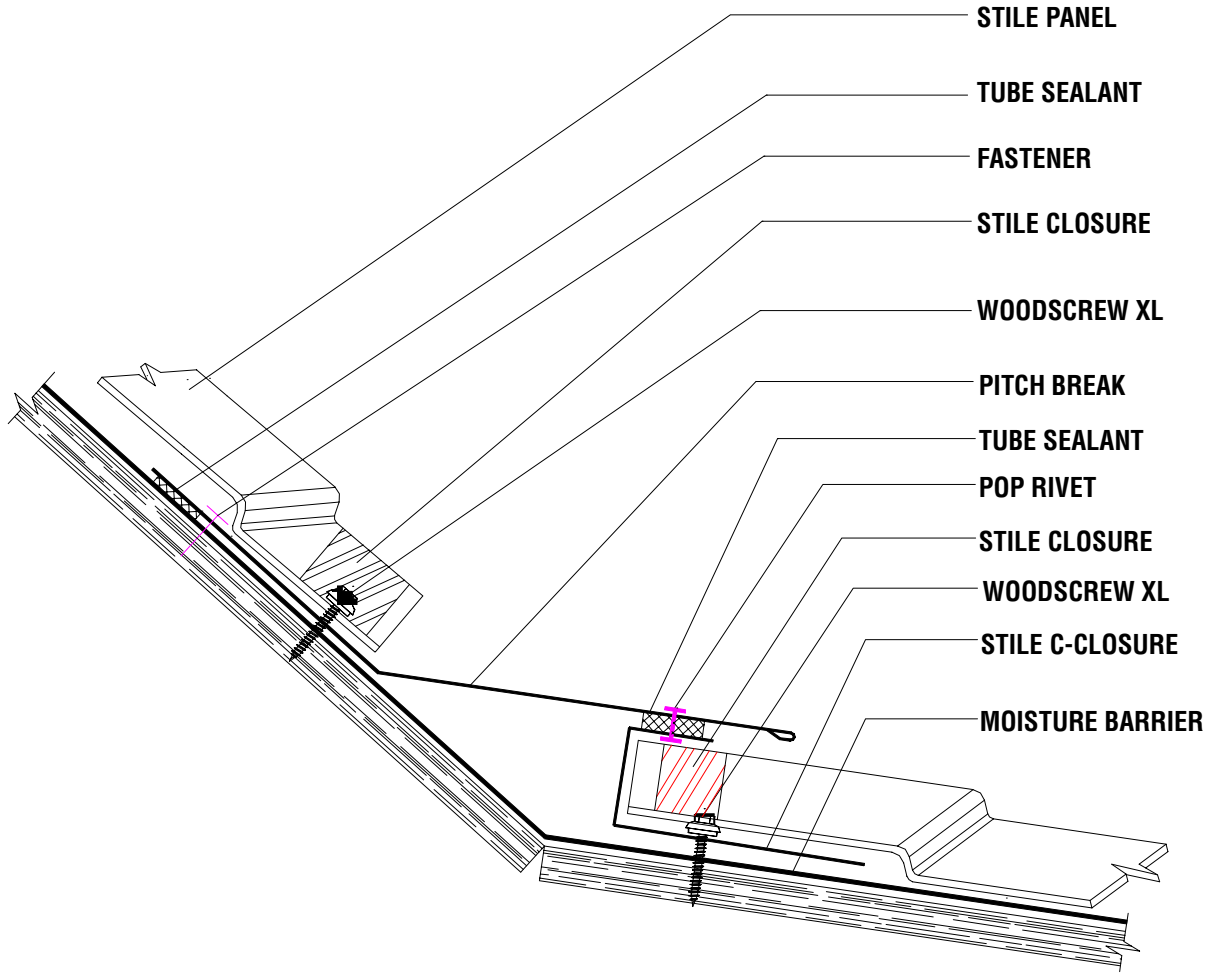 STILE PANEL
TUBE SEALANT
FASTENER
STILE CLOSURE
WOODSCREW XL
PITCH BREAK
TUBE SEALANT
POP RIVET
STILE CLOSURE
WOODSCREW XL
STILE C-CLOSURE
MOISTURE BARRIER